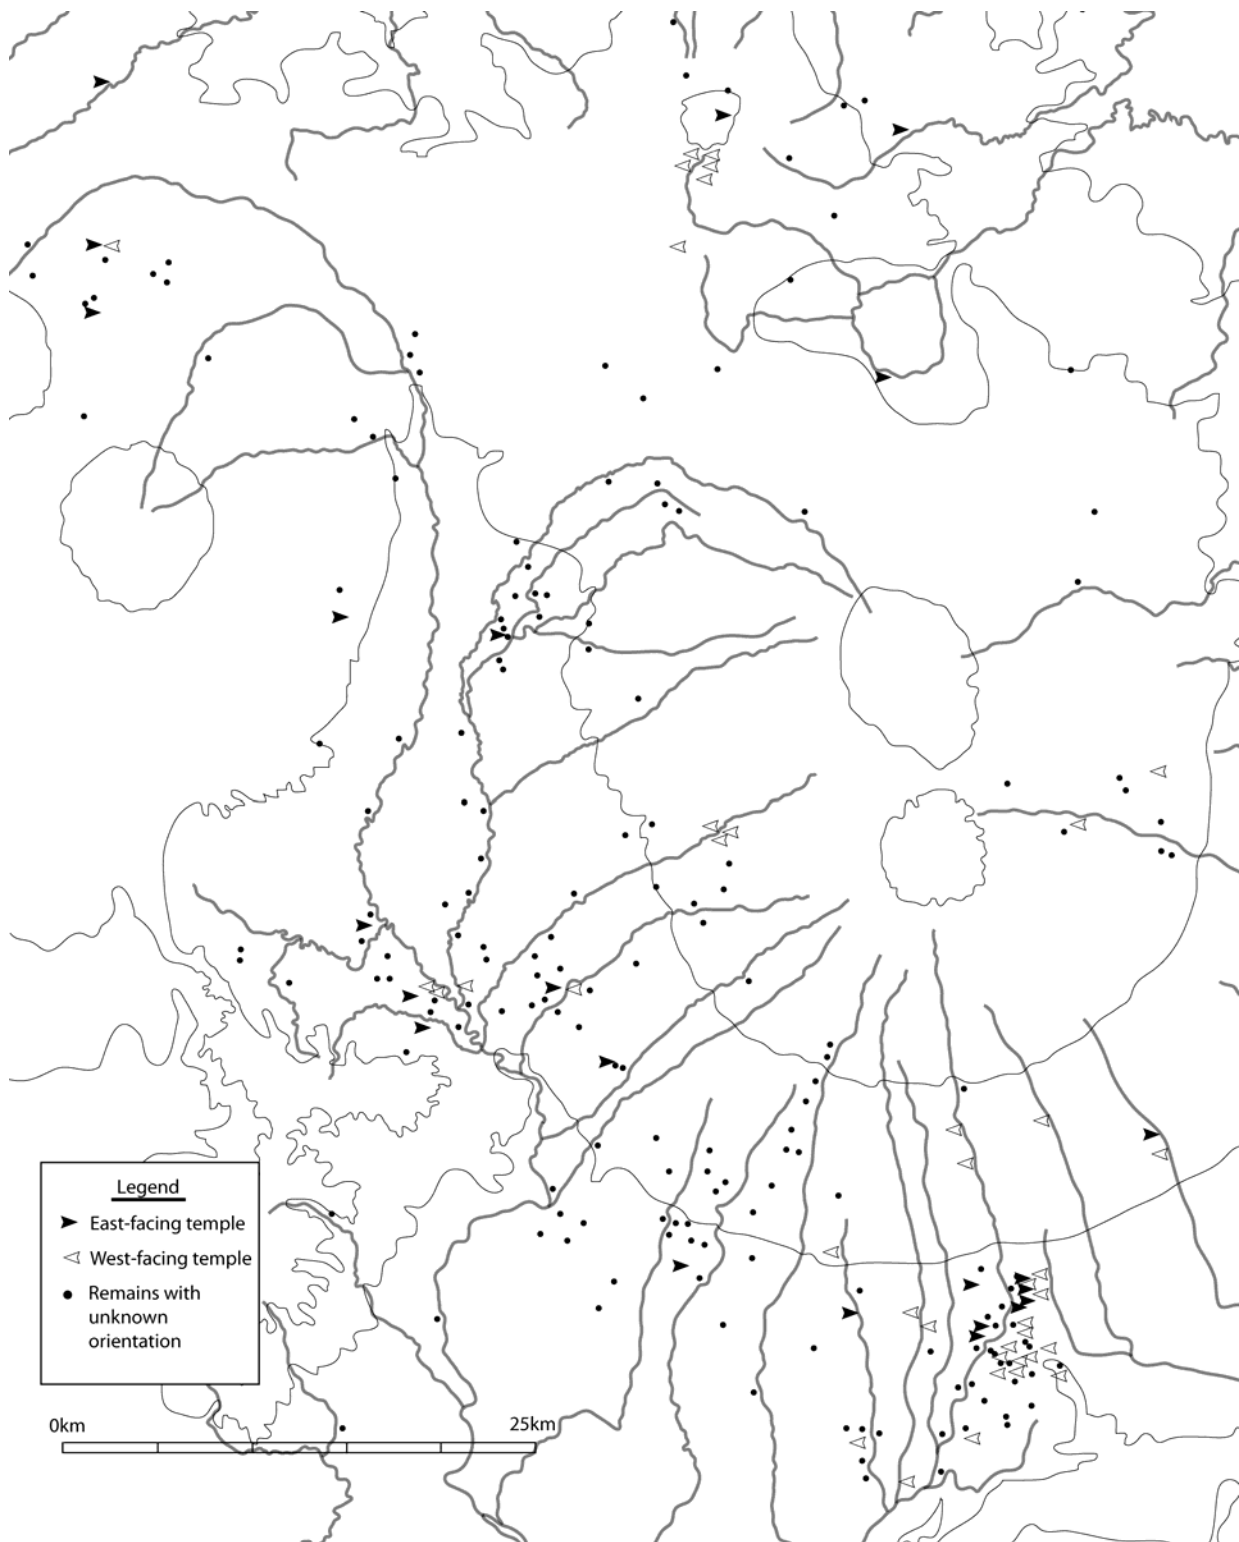 Legend
East-facing temple
West-facing temple
Remains with
unknown
orientation
0km
25km